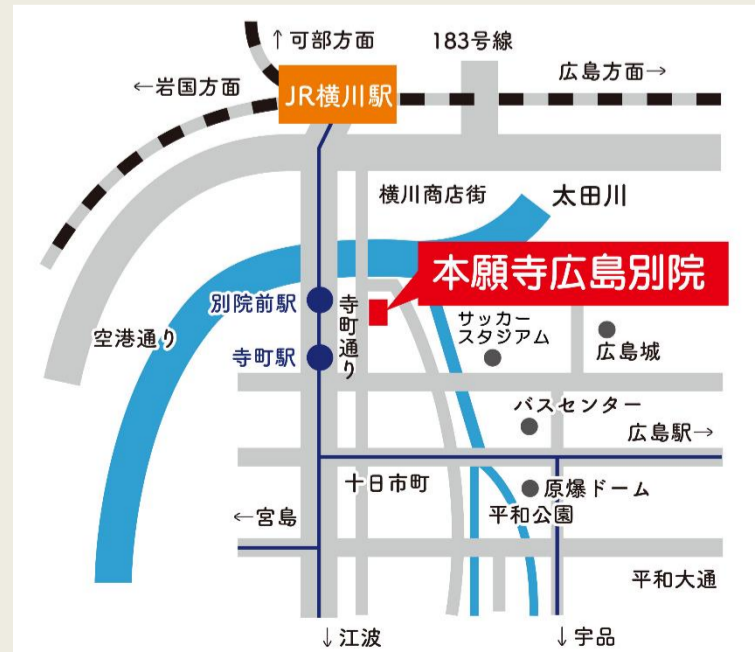 ↑可部方面
183号線
←岩国方面
JR横川駅
広島方面→
横川商店街
太田川
本願寺広島別院
別院前駅
寺町通り
サッカー
スタジアム
空港通り
寺町駅
広島城
バスセンター
広島駅→
十日市町
原爆ドーム
←宮島
平和公園
平和大通
↓江波
↓宇品